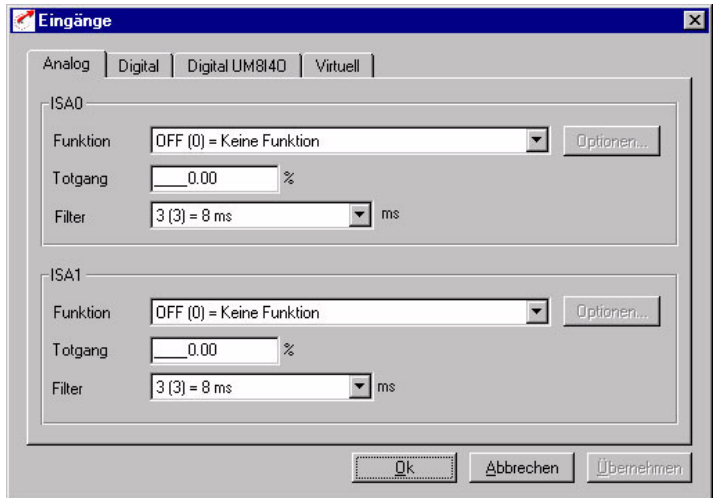 Eingänge
Analog Digital Digital UM8I4O Virtuell
ISA0
Funktion OFF (0) = Keine Funktion Optionen...
Totgang ____0.00 %
Filter 3 (3) = 8 ms ms
ISA1
Funktion OFF (0) = Keine Funktion Optionen...
Totgang ____0.00 %
Filter 3 (3) = 8 ms ms
Ok Abbrechen Übernehmen